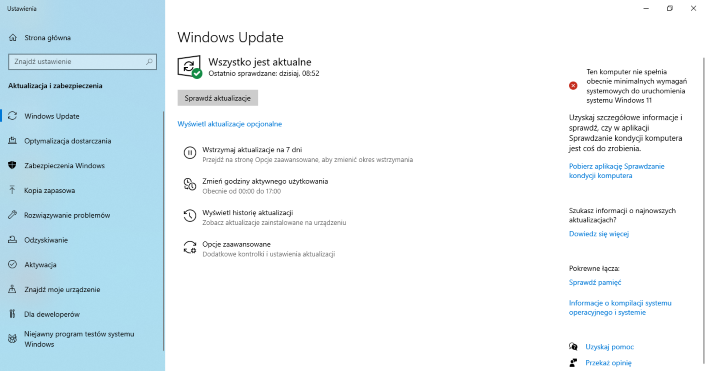 Ustawienia
Strona główna
Znajdź ustawienie
Aktualizacja i zabezpieczenia
Windows Update
Optymalizacja dostarczania
Zabezpieczenia Windows
Kopia zapasowa
Rozwiązywanie problemów
Odzyskiwanie
Aktywacja
Znajdź moje urządzenie
Dla deweloperów
Niejawny program testów systemu
Windows
Windows Update
Wszystko jest aktualne
Ostatnio sprawdzane: dzisiaj, 08:52
Sprawdź aktualizacje
Wyświetl aktualizacje opcjonalne
Wstrzymaj aktualizacje na 7 dni
Przejdź na stronę Opcje zaawansowane, aby zmienić okres wstrzymania
Zmień godziny aktywnego użytkowania
Obecnie od 00:00 do 17:00
Wyświetl historię aktualizacji
Zobacz aktualizacje zainstalowane na urządzeniu
Opcje zaawansowane
Dodatkowe kontrolki i ustawienia aktualizacji
Ten komputer nie spełnia
obecnie minimalnych wymagań
systemowych do uruchomienia
systemu Windows 11
Uzyskaj szczegółowe informacje i
sprawdź, czy w aplikacji
Sprawdzanie kondycji komputera
jest coś do zrobienia.
Pobierz aplikację Sprawdzanie
kondycji komputera
Szukasz informacji o najnowszych
aktualizacjach?
Dowiedz się więcej
Pokrewne łącza:
Sprawdź pamięć
Informacje o kompilacji systemu
operacyjnego i systemie
Uzyskaj pomoc
Przekaż opinię